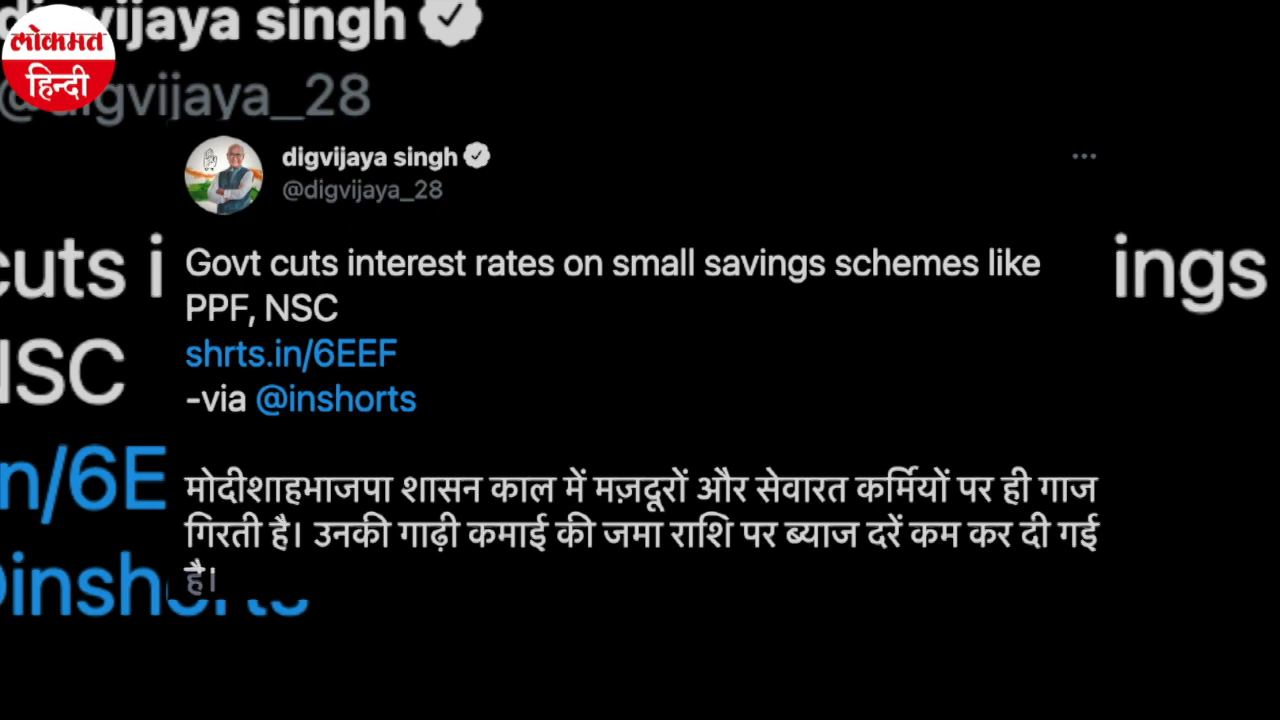 digvijaya singh
लोकमत
हिन्दी
@digvijaya_28
digvijaya singh
@digvijaya_28
Govt cuts interest rates on small savings schemes like
PPF, NSC
shrts.in/6EEF
-via @inshorts
मोदीशाहभाजपा शासन काल में मज़दूरों और सेवारत कर्मियों पर ही गाज
गिरती है। उनकी गाढ़ी कमाई की जमा राशि पर ब्याज दरें कम कर दी गई
है।
cuts i
ings
NSC
n/6E
@inshorts